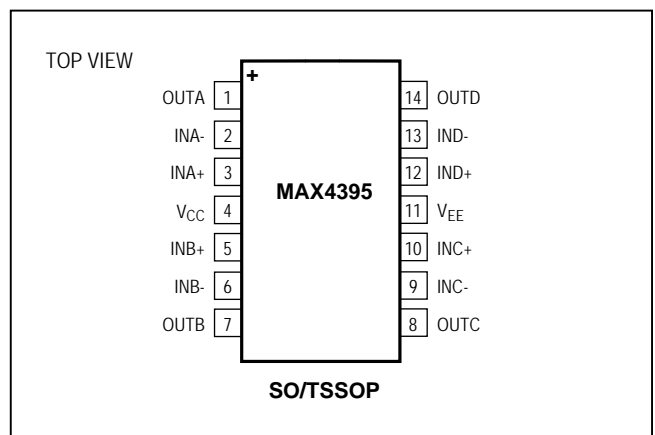 TOP VIEW
+
OUTA 1 14 OUTD
INA- 2 13 IND-
INA+ 3 12 IND+
MAX4395
VCC 4 11 VEE
INB+ 5 10 INC+
INB- 6 9 INC-
OUTB 7 8 OUTC
SO/TSSOP